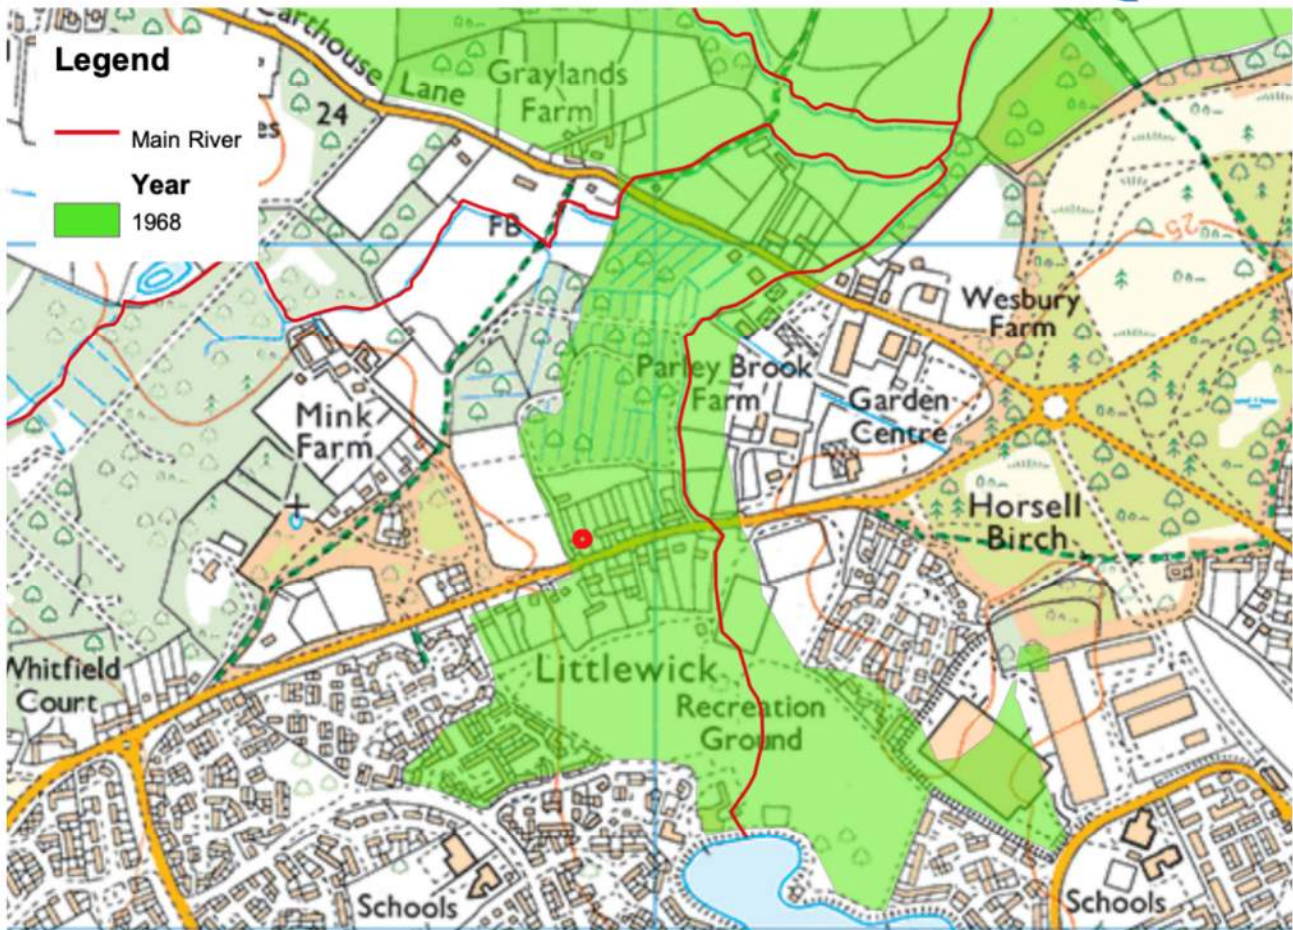 Legend
Main River
Year
1968
Carthouse
Lane
Graylands
Farm
24
es
FB
25
Wesbury
Farm
Parley Brook
Farm
Garden
Centre
Mink
Farm
Horsell
Birch
Whitfield
Court
Littlewick
Recreation
Ground
Schools
Schools